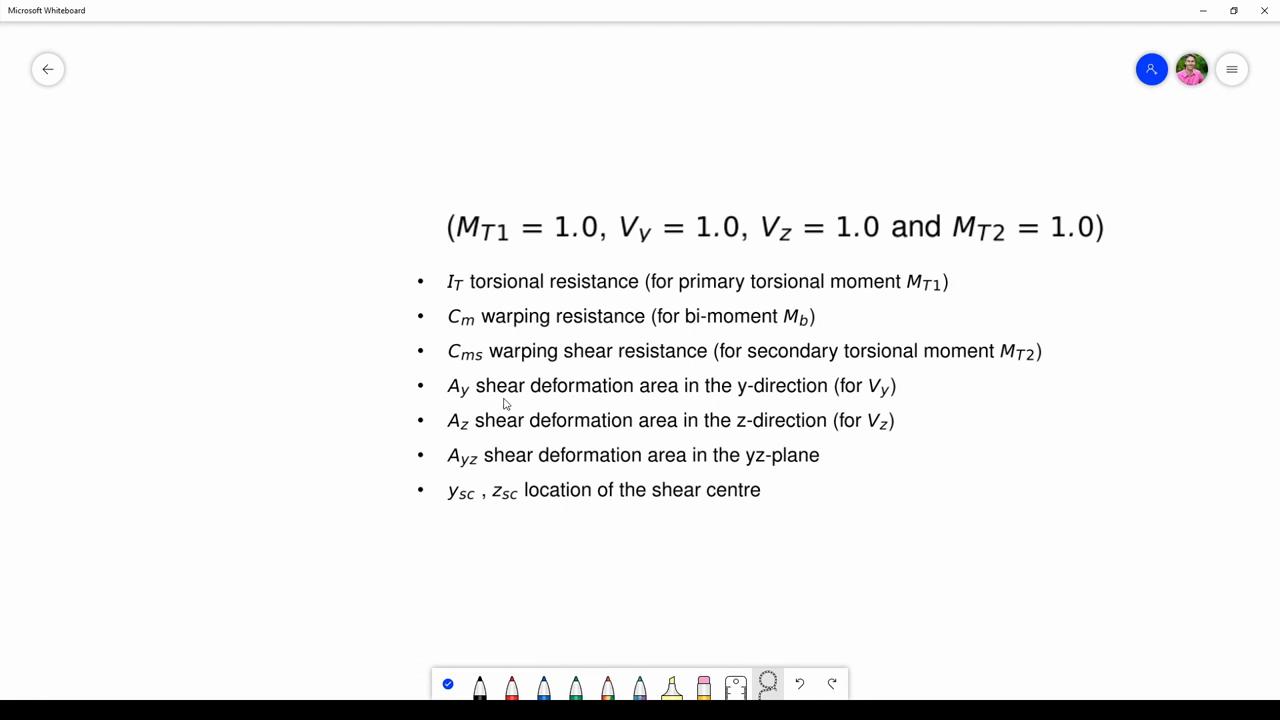 Microsoft Whiteboard
(M_T1 = 1.0, V_y = 1.0, V_z = 1.0 and M_T2 = 1.0)
• I_T torsional resistance (for primary torsional moment M_T1)
• C_m warping resistance (for bi-moment M_b)
• C_ms warping shear resistance (for secondary torsional moment M_T2)
• A_y shear deformation area in the y-direction (for V_y)
• A_z shear deformation area in the z-direction (for V_z)
• A_yz shear deformation area in the yz-plane
• y_sc , z_sc location of the shear centre